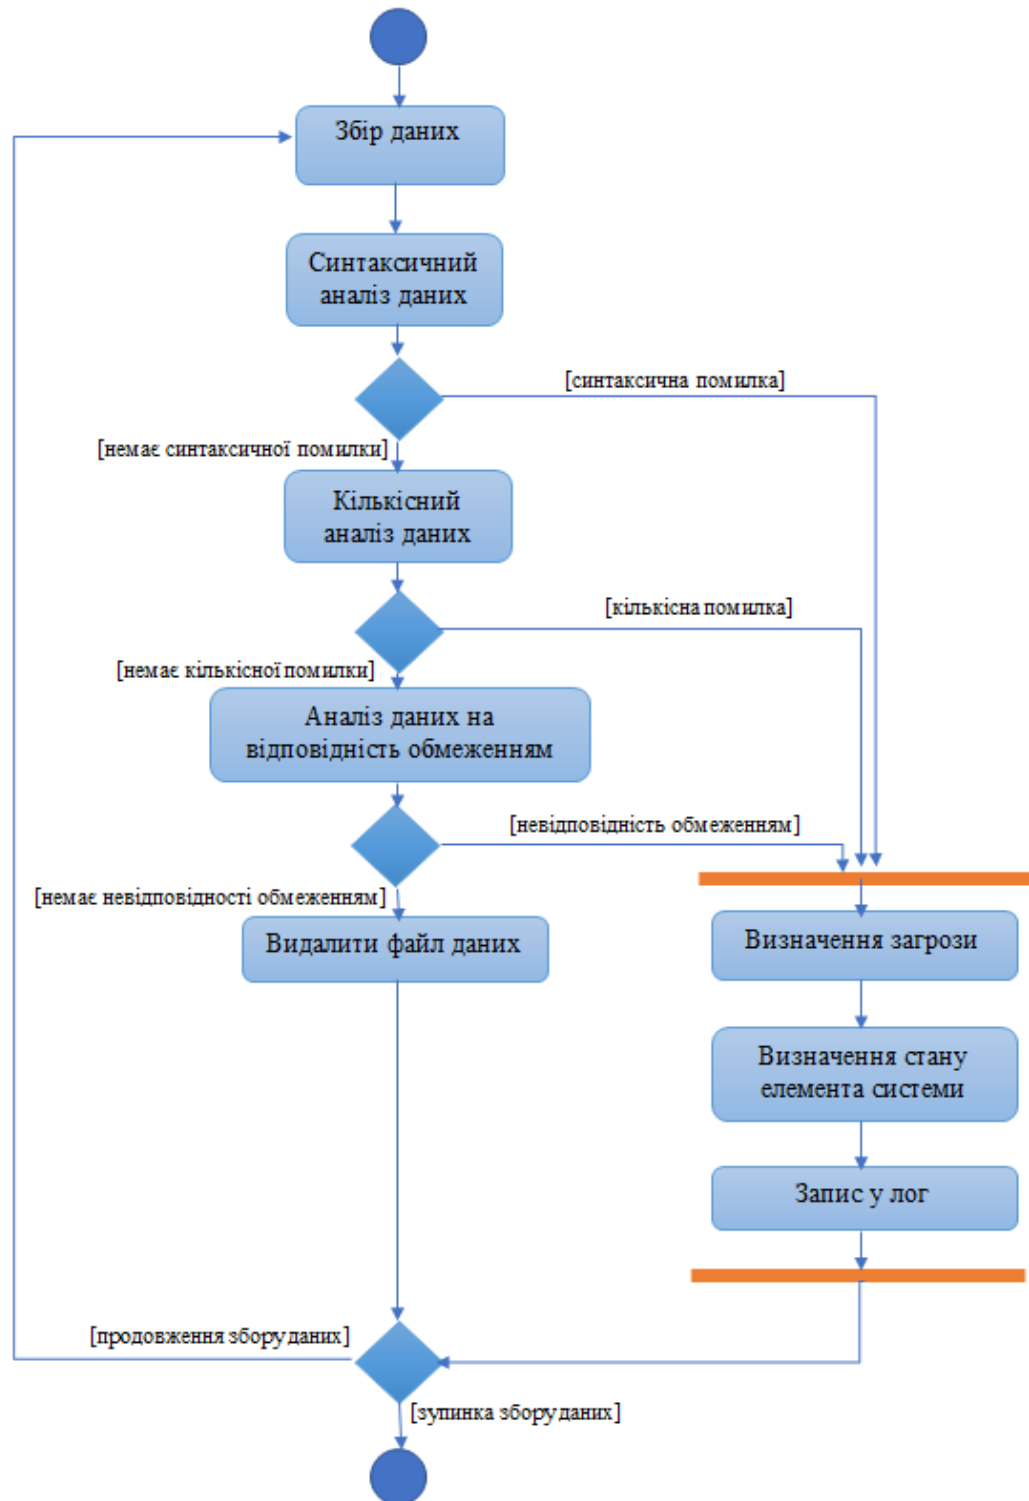 Збір даних
Синтаксичний
аналіз даних
[синтаксична помилка]
[немає синтаксичної помилки]
Кількісний
аналіз даних
[кількісна помилка]
[немає кількісної помилки]
Аналіз даних на
відповідність обмеженням
[невідповідність обмеженням]
[немає невідповідності обмеженням]
Видалити файл даних
Визначення загрози
Визначення стану
елемента системи
Запис у лог
[продовження збору даних]
[зупинка збору даних]